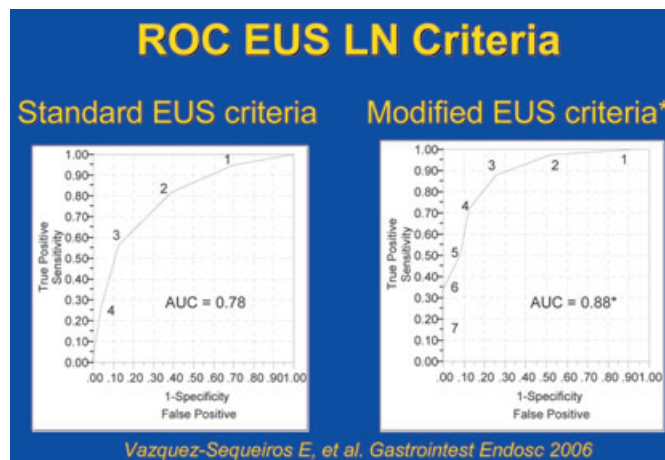 ROC EUS LN Criteria
Standard EUS criteria
1.00
0.90
0.80
0.70
0.60
0.50
0.40
0.30
0.20
0.10
0.00
True Positive
Sensitivity
1
2
3
4
AUC = 0.78
.00 .10 .20 .30 .40 .50 .60 .70 .80 .901.00
1-Specificity
False Positive
Modified EUS criteria*
1.00
0.90
0.80
0.70
0.60
0.50
0.40
0.30
0.20
0.10
0.00
True Positive
Sensitivity
1
2
3
4
5
6
7
AUC = 0.88*
.00 .10 .20 .30 .40 .50 .60 .70 .80 .901.00
1-Specificity
False Positive
Vazquez-Sequeiros E, et al. Gastrointest Endosc 2006